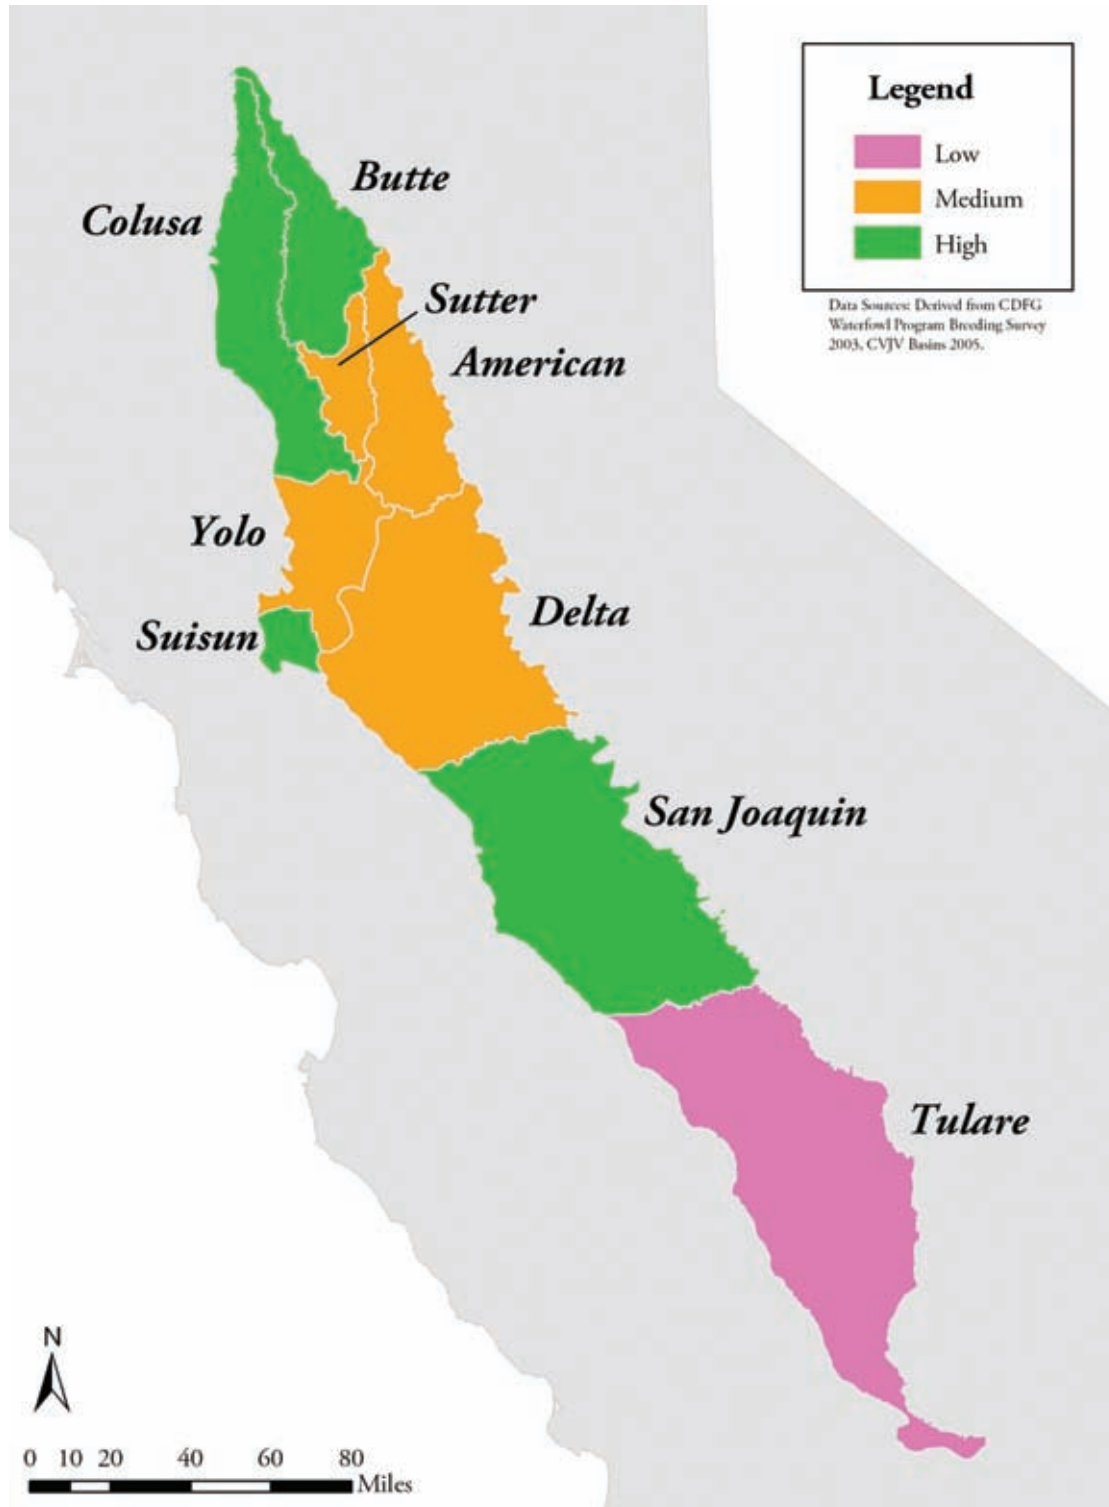 Legend
Low
Medium
High
Data Sources: Derived from CDFG
Waterfowl Program Breeding Survey
2003, CVJV Basins 2005.
Butte
Colusa
Sutter
American
Yolo
Delta
Suisun
San Joaquin
Tulare
N
0 10 20 40 60 80
Miles